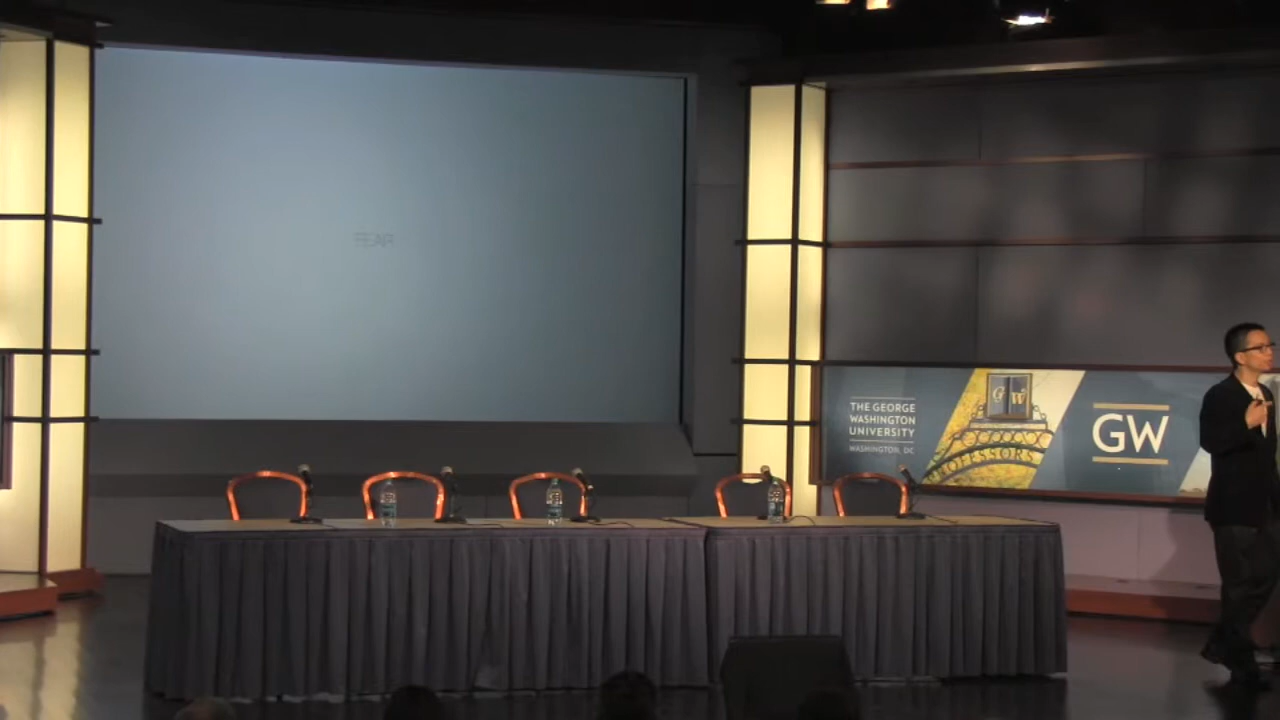 FEAR
THE GEORGE
WASHINGTON
UNIVERSITY
WASHINGTON, DC
GW
PROFESSORS
GW